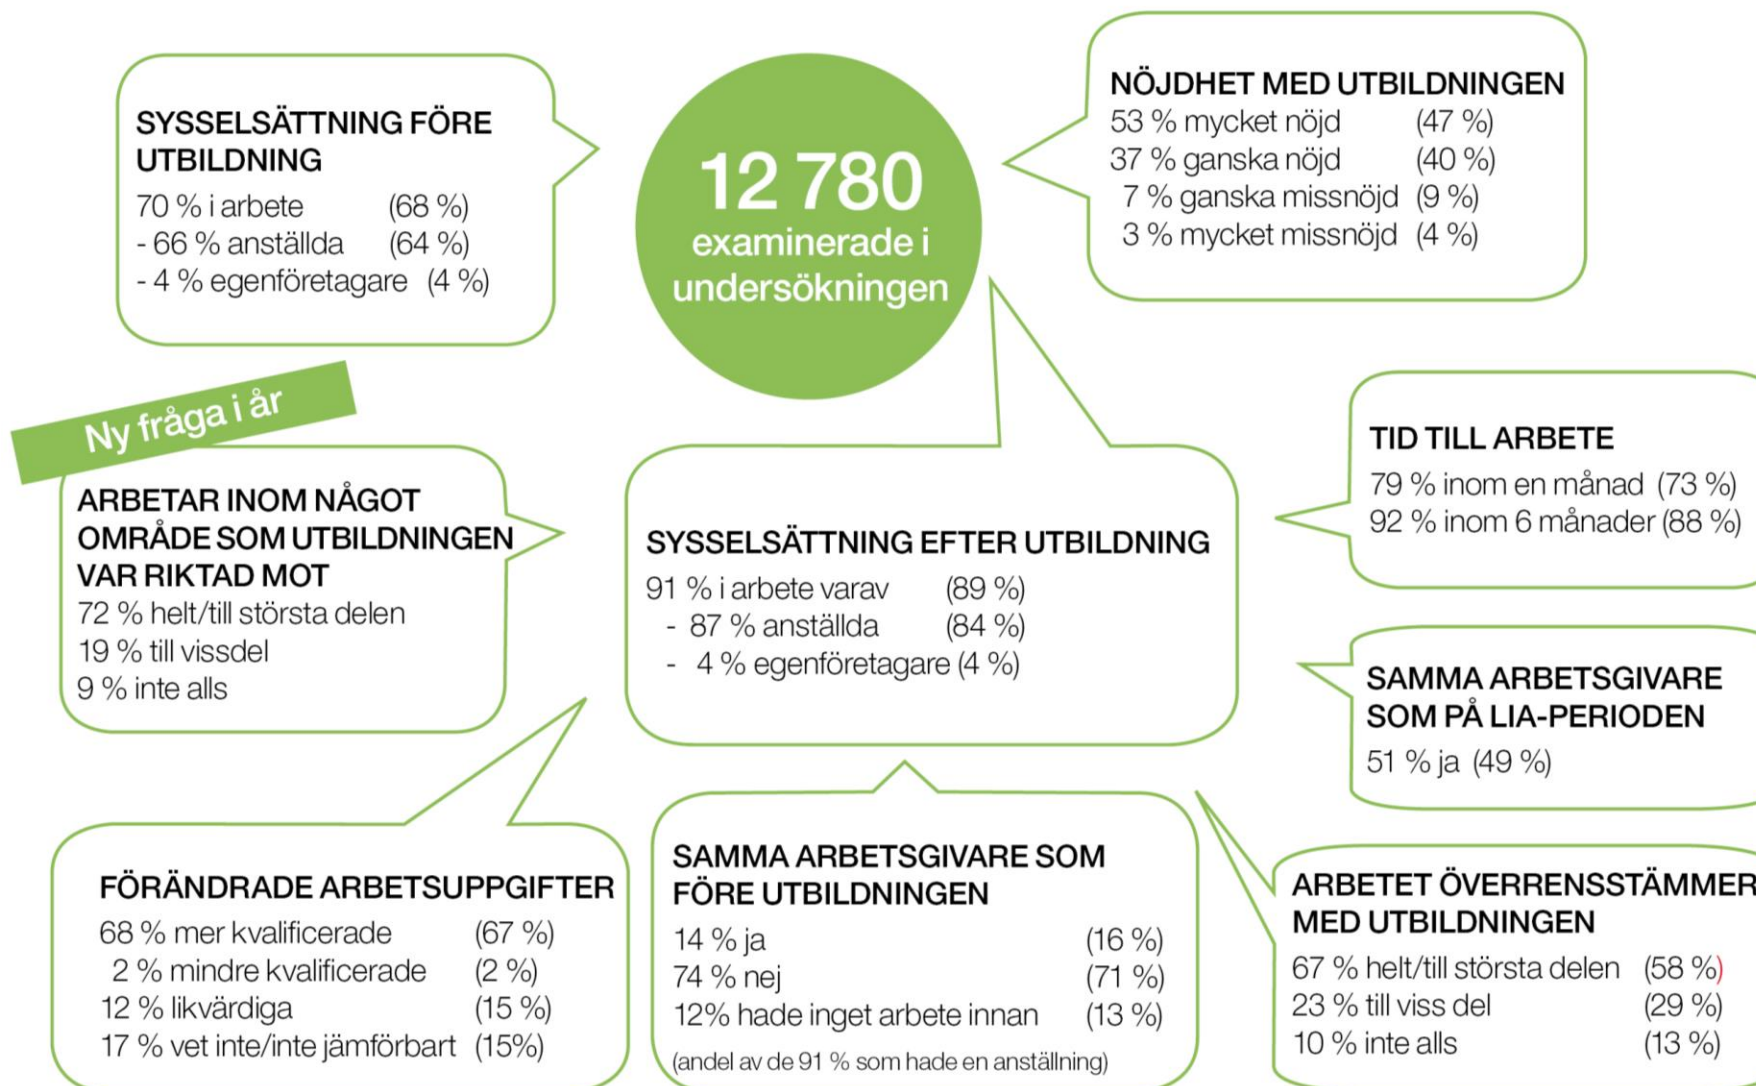 SYSSELSÄTTNING FÖRE
UTBILDNING
70 % i arbete (68 %)
- 66 % anställda (64 %)
- 4 % egenföretagare (4 %)
12 780
examinerade i
undersökningen
NÖJDHET MED UTBILDNINGEN
53 % mycket nöjd (47 %)
37 % ganska nöjd (40 %)
7 % ganska missnöjd (9 %)
3 % mycket missnöjd (4 %)
Ny fråga i år
ARBETAR INOM NÅGOT
OMRÅDE SOM UTBILDNINGEN
VAR RIKTAD MOT
72 % helt/till största delen
19 % till vissdel
9 % inte alls
SYSSELSÄTTNING EFTER UTBILDNING
91 % i arbete varav (89 %)
- 87 % anställda (84 %)
- 4 % egenföretagare (4 %)
TID TILL ARBETE
79 % inom en månad (73 %)
92 % inom 6 månader (88 %)
SAMMA ARBETSGIVARE
SOM PÅ LIA-PERIODEN
51 % ja (49 %)
FÖRÄNDRADE ARBETSUPPGIFTER
68 % mer kvalificerade (67 %)
2 % mindre kvalificerade (2 %)
12 % likvärdiga (15 %)
17 % vet inte/inte jämförbart (15%)
SAMMA ARBETSGIVARE SOM
FÖRE UTBILDNINGEN
14 % ja (16 %)
74 % nej (71 %)
12% hade inget arbete innan (13 %)
(andel av de 91 % som hade en anställning)
ARBETET ÖVERRENSSTÄMMER
MED UTBILDNINGEN
67 % helt/till största delen (58 %)
23 % till viss del (29 %)
10 % inte alls (13 %)